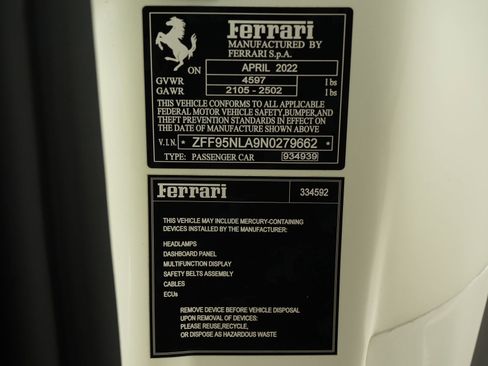 Ferrari
MANUFACTURED BY
FERRARI S.p.A.
ON APRIL 2022
GVWR 4597 lbs
GAWR 2105 - 2502 lbs
THIS VEHICLE CONFORMS TO ALL APPLICABLE
FEDERAL MOTOR VEHICLE SAFETY,BUMPER,AND
THEFT PREVENTION STANDARDS IN EFFECT ON
THE DATE OF MANUFACTURE SHOWN ABOVE
V.I.N. * ZFF95NLA9N0279662 *
TYPE: PASSENGER CAR 934939
Ferrari 334592
THIS VEHICLE MAY INCLUDE MERCURY-CONTAINING
DEVICES INSTALLED BY THE MANUFACTURER:
HEADLAMPS
DASHBOARD PANEL
MULTIFUNCTION DISPLAY
SAFETY BELTS ASSEMBLY
CABLES
ECUs
REMOVE DEVICE BEFORE VEHICLE DISPOSAL
UPON REMOVAL OF DEVICES:
PLEASE REUSE,RECYCLE,
OR DISPOSE AS HAZARDOUS WASTE